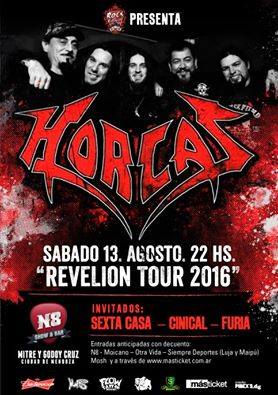 PRESENTA
HORCAS
SABADO 13. AGOSTO. 22 HS.
"REVELION TOUR 2016"
N8
SHOW & BAR
MITRE Y GODOY CRUZ
CIUDAD DE MENDOZA
INVITADOS:
SEXTA CASA – CINICAL – FURIA
Entradas anticipadas con decuento:
N8 - Moicano – Otra Vida – Siempre Deportes (Luja y Maipú)
Mosh y a través de www.masticket.com.ar
másticket